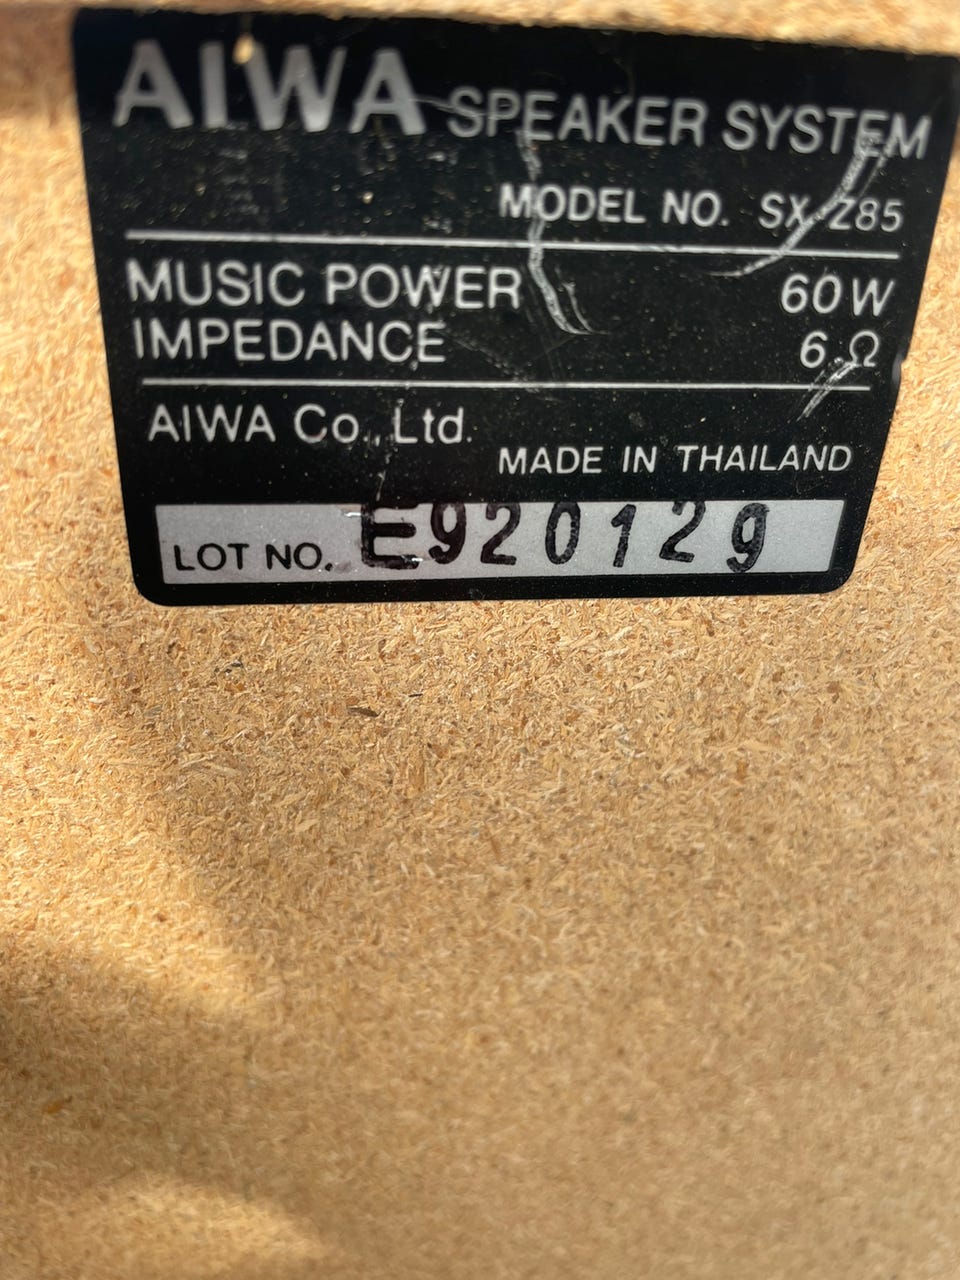 AIWA SPEAKER SYSTEM
MODEL NO. SX-Z85
MUSIC POWER 60W
IMPEDANCE 6 Ω
AIWA Co., Ltd.
MADE IN THAILAND
LOT NO. E920129